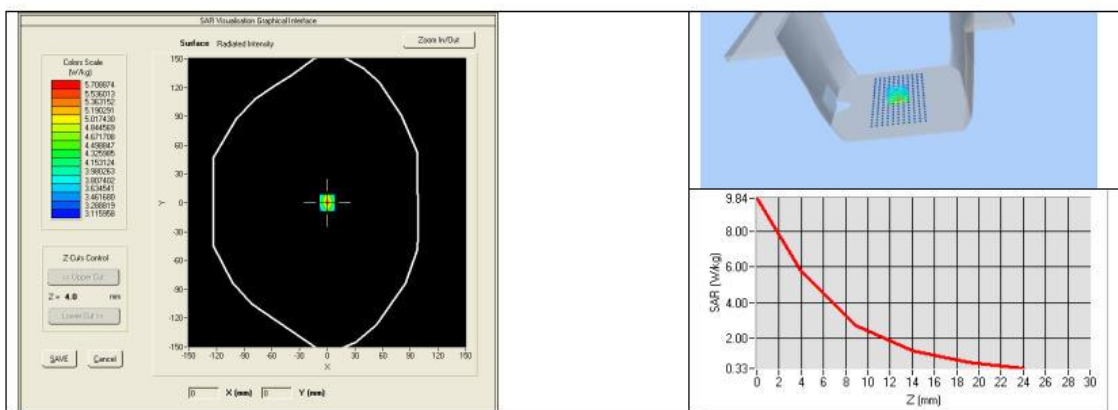 SAR Visualisation Graphical Interface
Surface Radiated Intensity
Zoom In/Out
Colors Scale
(W/kg)
5.708874
5.536013
5.363152
5.190291
5.017430
4.844569
4.671708
4.498847
4.325985
4.153124
3.980263
3.807402
3.634541
3.461680
3.288819
3.115958
Z-Cuts Control
<< Upper Cut
Z = 4.0 mm
Lower Cut >>
SAVE Cancel
150
120
90
60
30
0
-30
-60
-90
-120
-150
Y
-150 -120 -90 -60 -30 0 30 60 90 120 150
X
0 X (mm) 0 Y (mm)
9.84
8.00
6.00
4.00
2.00
0.33
SAR (W/kg)
0 2 4 6 8 10 12 14 16 18 20 22 24 26 28 30
Z (mm)